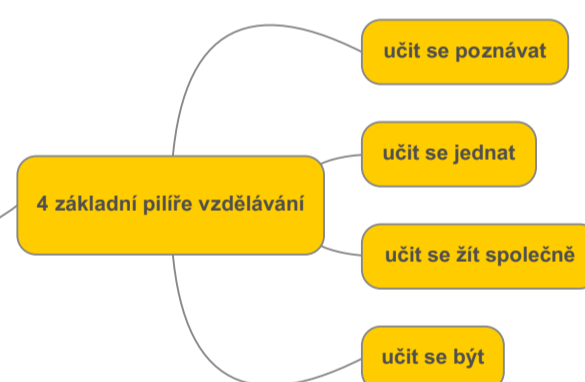 učit se poznávat
učit se jednat
4 základní pilíře vzdělávání
učit se žít společně
učit se být